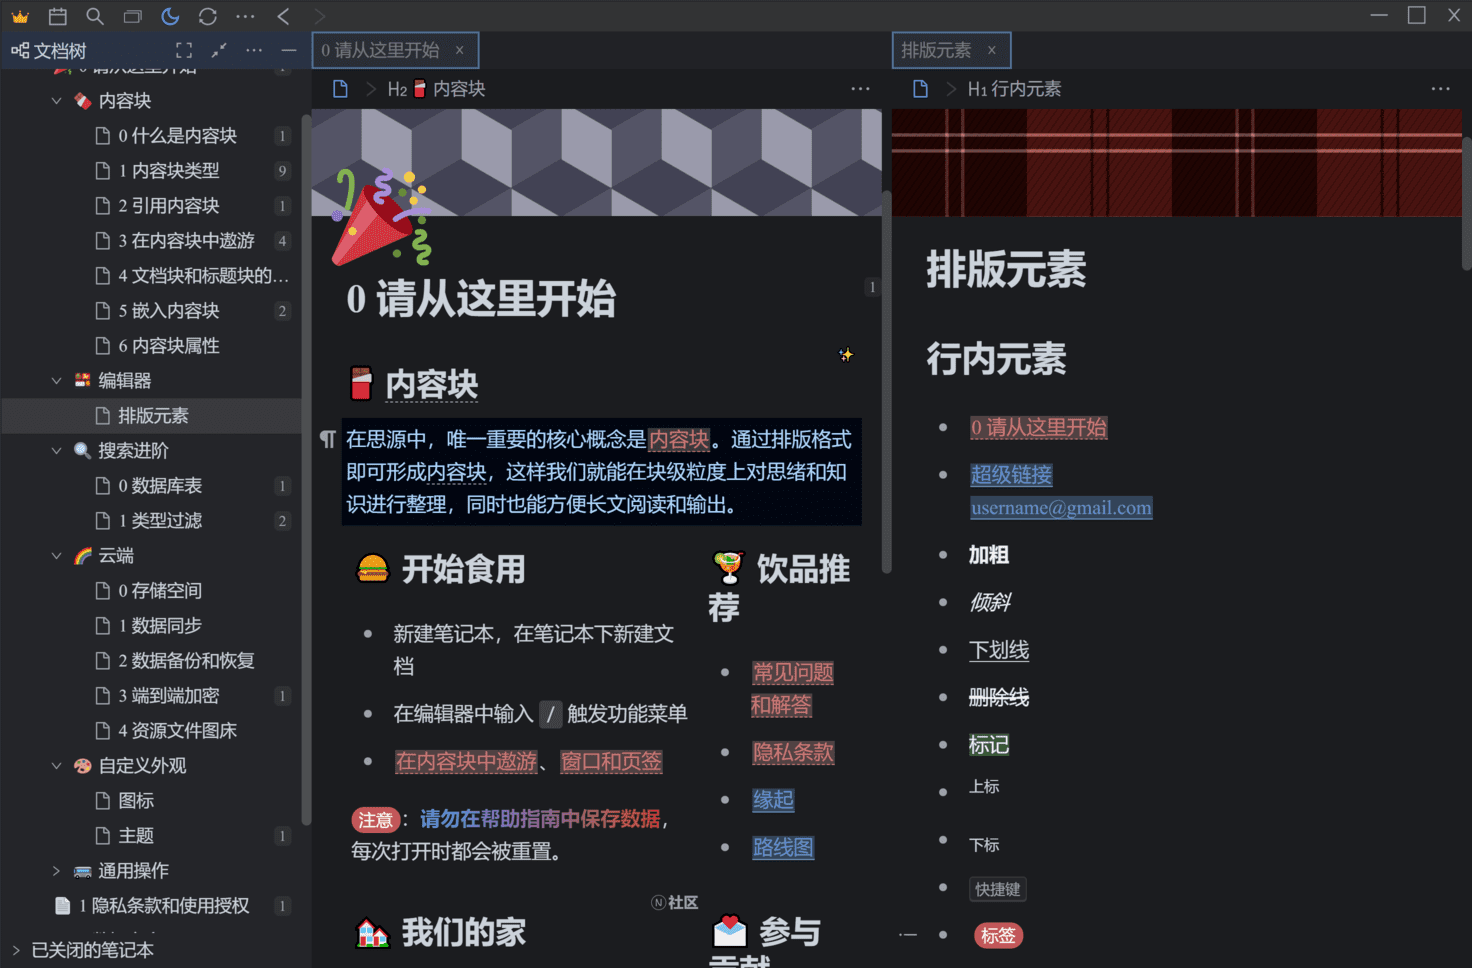 文档树
0 请从这里开始
内容块
0 什么是内容块 1
1 内容块类型 9
2 引用内容块 1
3 在内容块中遨游 4
4 文档块和标题块的…
5 嵌入内容块 2
6 内容块属性
编辑器
排版元素
搜索进阶
0 数据库表 1
1 类型过滤 2
云端
0 存储空间
1 数据同步
2 数据备份和恢复
3 端到端加密 1
4 资源文件图床
自定义外观
图标
主题 1
通用操作
1 隐私条款和使用授权 1
已关闭的笔记本
0 请从这里开始
H2 内容块
0 请从这里开始
1
内容块
在思源中，唯一重要的核心概念是内容块。通过排版格式
即可形成内容块，这样我们就能在块级粒度上对思绪和知
识进行整理，同时也能方便长文阅读和输出。
开始食用
新建笔记本，在笔记本下新建文
档
在编辑器中输入 / 触发功能菜单
在内容块中遨游、窗口和页签
注意：请勿在帮助指南中保存数据，
每次打开时都会被重置。
N社区
我们的家
饮品推
荐
常见问题
和解答
隐私条款
缘起
路线图
参与
贡献
排版元素
H1 行内元素
排版元素
行内元素
0 请从这里开始
超级链接
username@gmail.com
加粗
倾斜
下划线
删除线
标记
上标
下标
快捷键
标签